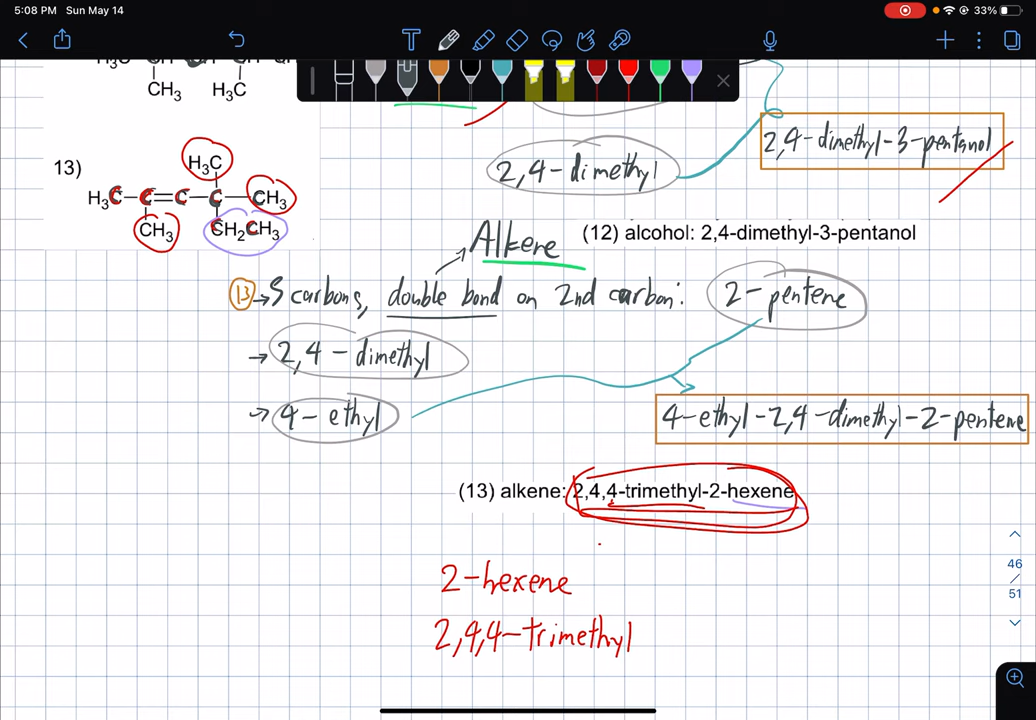 5:08 PM Sun May 14
33%
CH₃ H₃C
2,4-dimethyl
2,4-dimethyl-3-pentanol
13)
H₃C
H₃C-C=C-C-CH₃
CH₃ CH₂CH₃
Alkene
(12) alcohol: 2,4-dimethyl-3-pentanol
13 → 5 carbons, double bond on 2nd carbon:
2-pentene
→ 2,4-dimethyl
→ 4-ethyl
4-ethyl-2,4-dimethyl-2-pentene
(13) alkene: 2,4,4-trimethyl-2-hexene
2-hexene
2,4,4-trimethyl
46
/
51